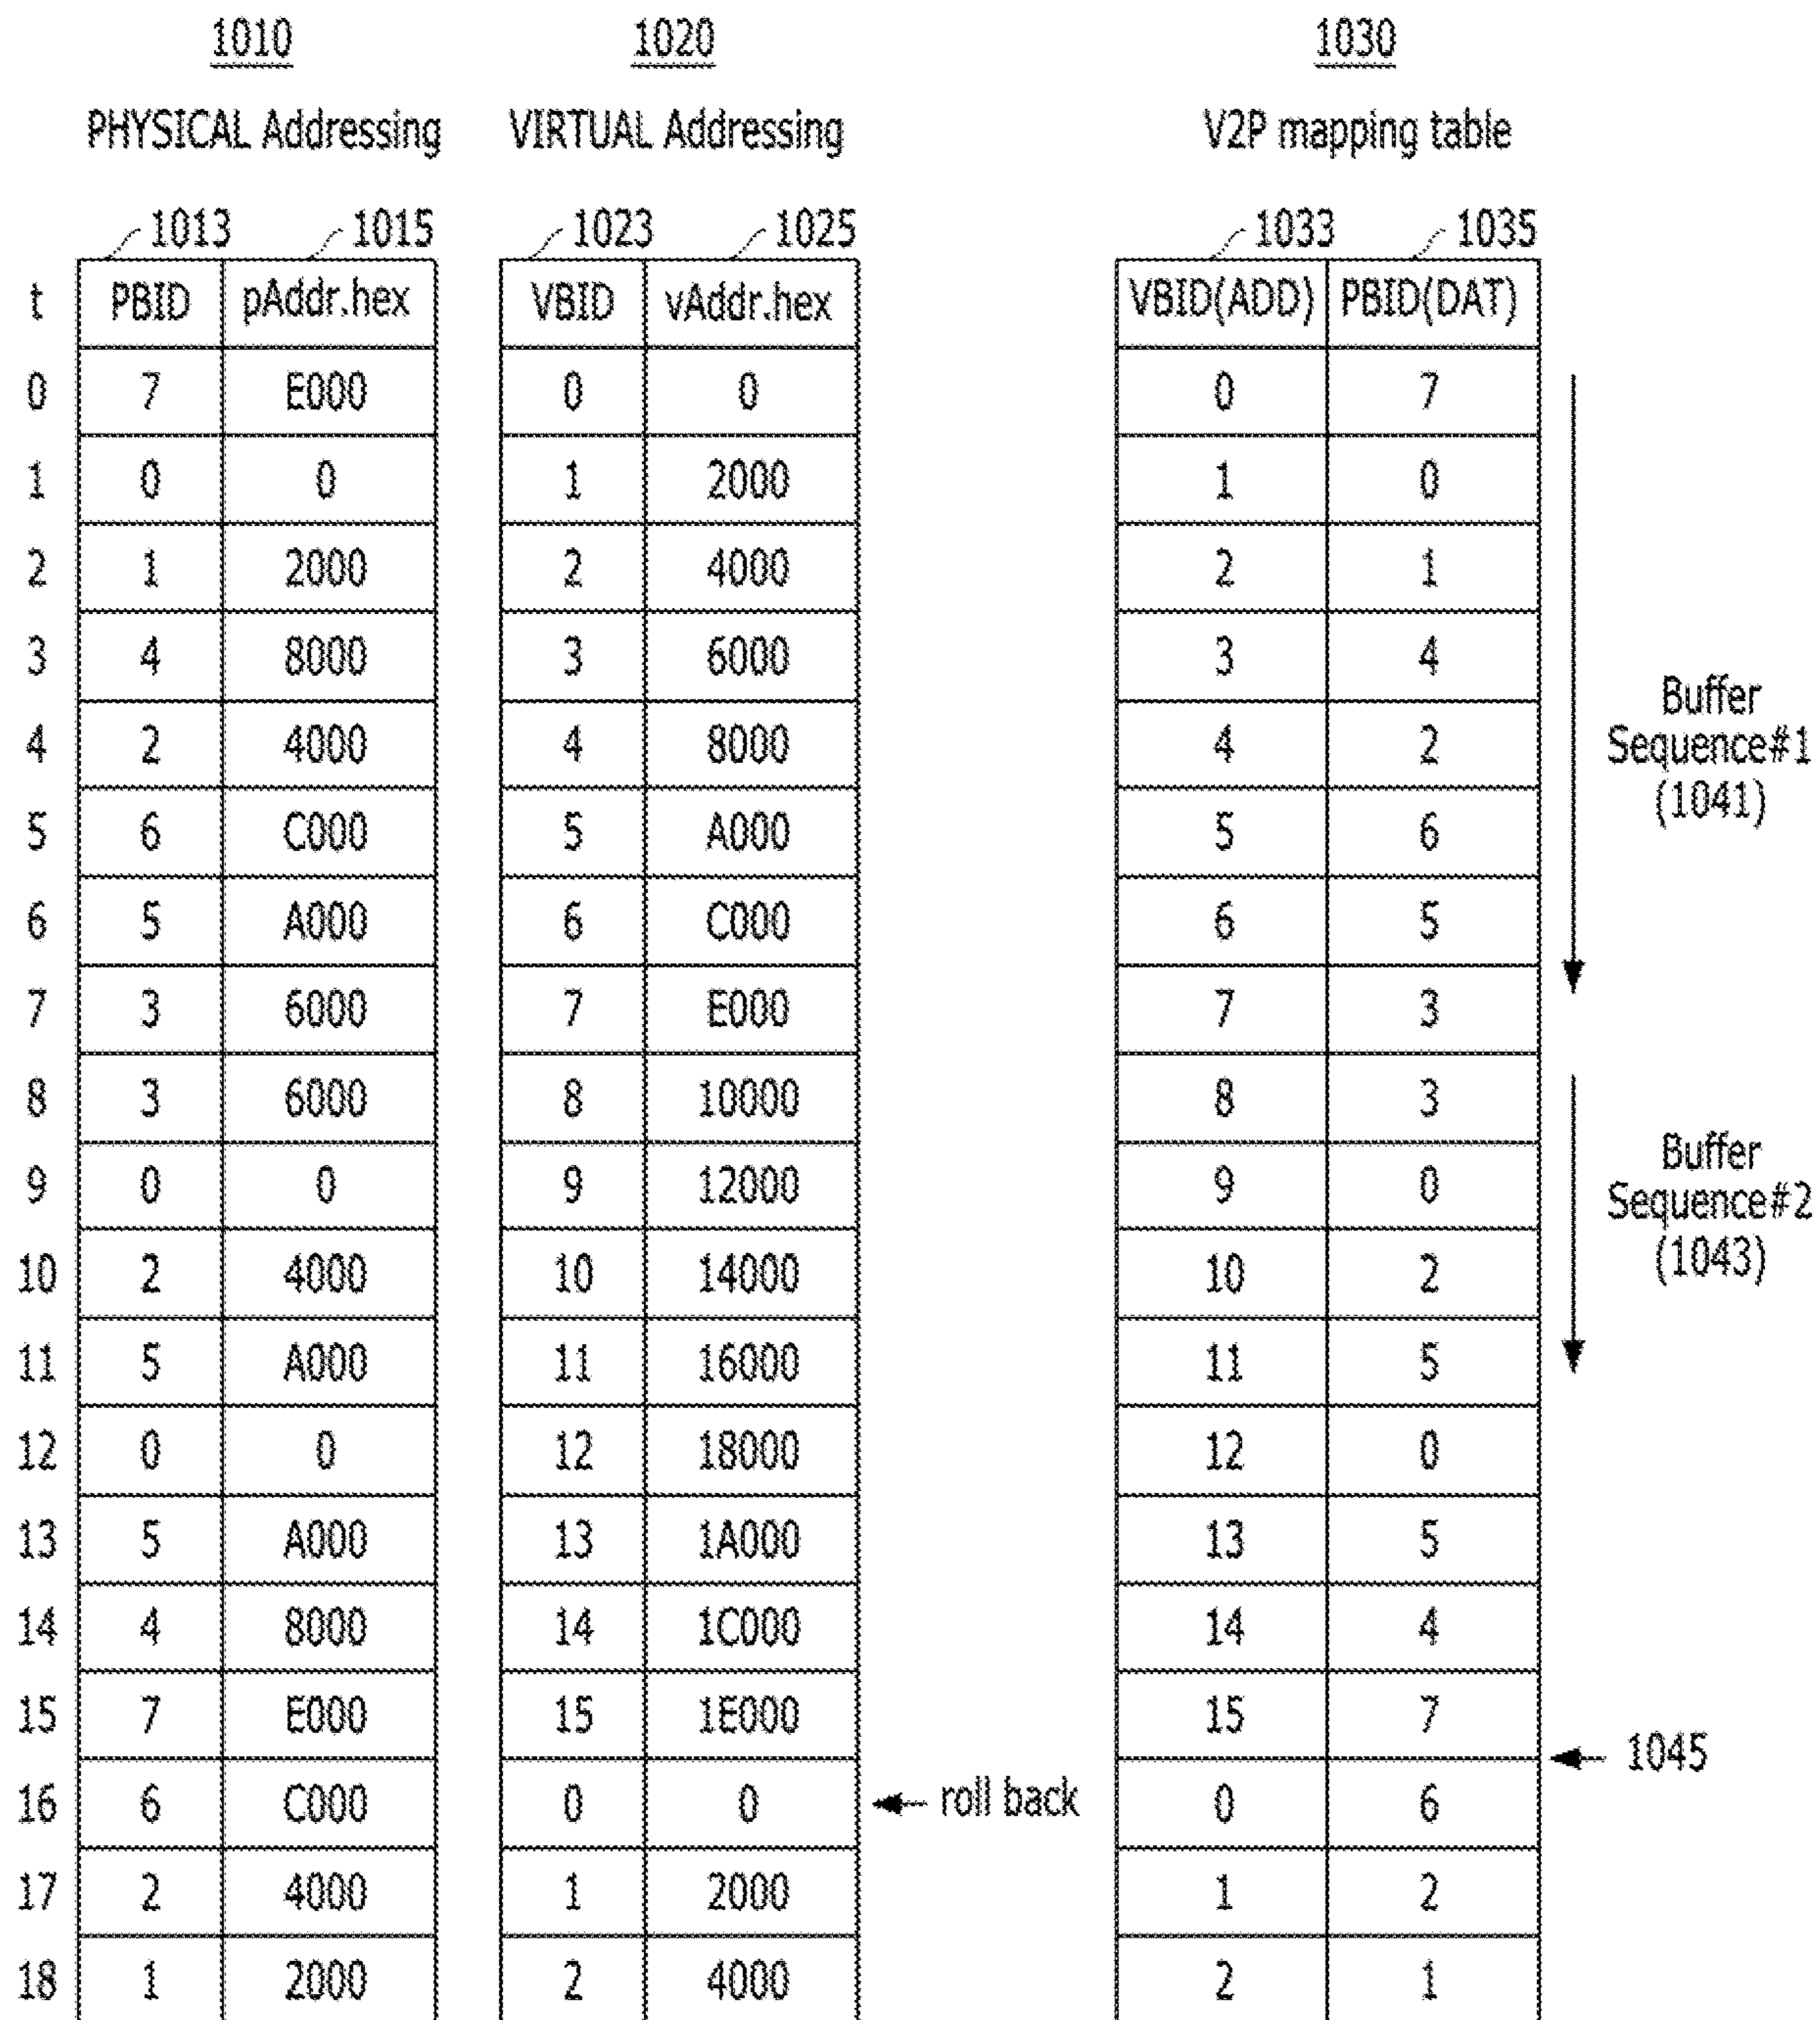 1010 1020 1030
PHYSICAL Addressing VIRTUAL Addressing V2P mapping table
1013 1015 1023 1025 1033 1035
t PBID pAddr.hex VBID vAddr.hex VBID(ADD) PBID(DAT)
0 7 E000 0 0 0 7
1 0 0 1 2000 1 0
2 1 2000 2 4000 2 1
3 4 8000 3 6000 3 4
4 2 4000 4 8000 4 2
5 6 C000 5 A000 5 6
6 5 A000 6 C000 6 5
7 3 6000 7 E000 7 3
Buffer
Sequence#1
(1041)
8 3 6000 8 10000 8 3
9 0 0 9 12000 9 0
10 2 4000 10 14000 10 2
11 5 A000 11 16000 11 5
Buffer
Sequence#2
(1043)
12 0 0 12 18000 12 0
13 5 A000 13 1A000 13 5
14 4 8000 14 1C000 14 4
15 7 E000 15 1E000 15 7
1045
16 6 C000 0 0 roll back 0 6
17 2 4000 1 2000 1 2
18 1 2000 2 4000 2 1